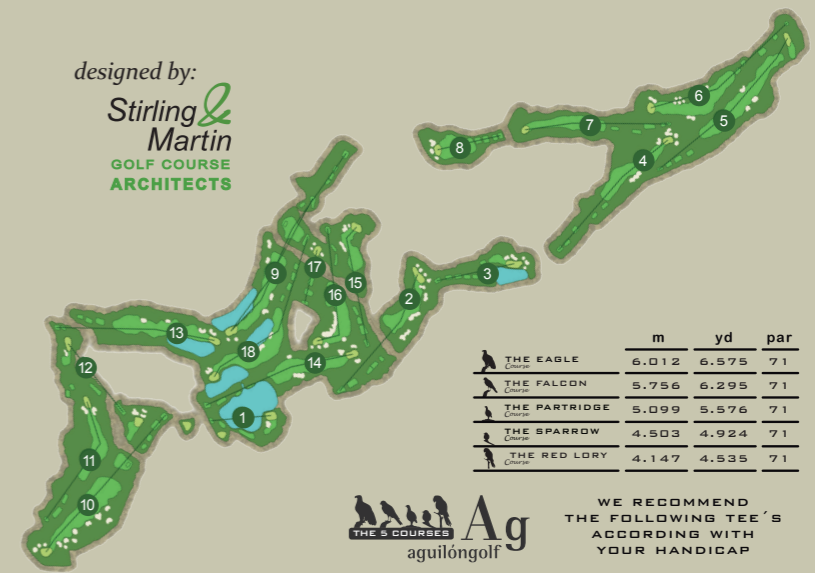 designed by:
Stirling &
Martin
GOLF COURSE
ARCHITECTS
6
5
7
8
4
17
9
15
3
16
2
13
18
14
12
1
11
10
m yd par
THE EAGLE Course 6.012 6.575 71
THE FALCON Course 5.756 6.295 71
THE PARTRIDGE Course 5.099 5.576 71
THE SPARROW Course 4.503 4.924 71
THE RED LORY Course 4.147 4.535 71
THE 5 COURSES
Ag
aguilóngolf
WE RECOMMEND
THE FOLLOWING TEE´S
ACCORDING WITH
YOUR HANDICAP